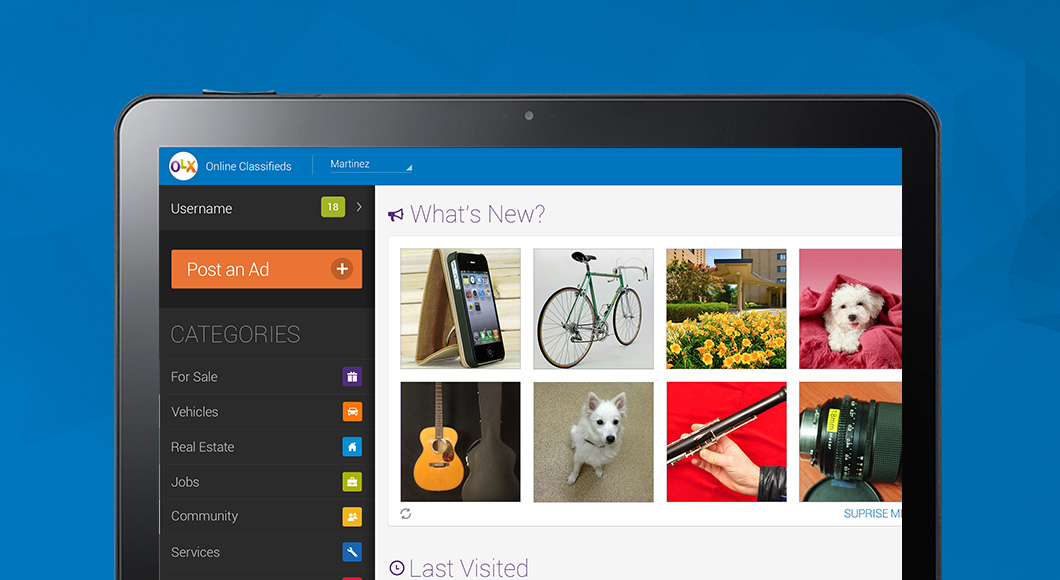 OLX Online Classifieds Martinez
Username 18
Post an Ad
CATEGORIES
For Sale
Vehicles
Real Estate
Jobs
Community
Services
What's New?
18mm
SUPRISE M
Last Visited